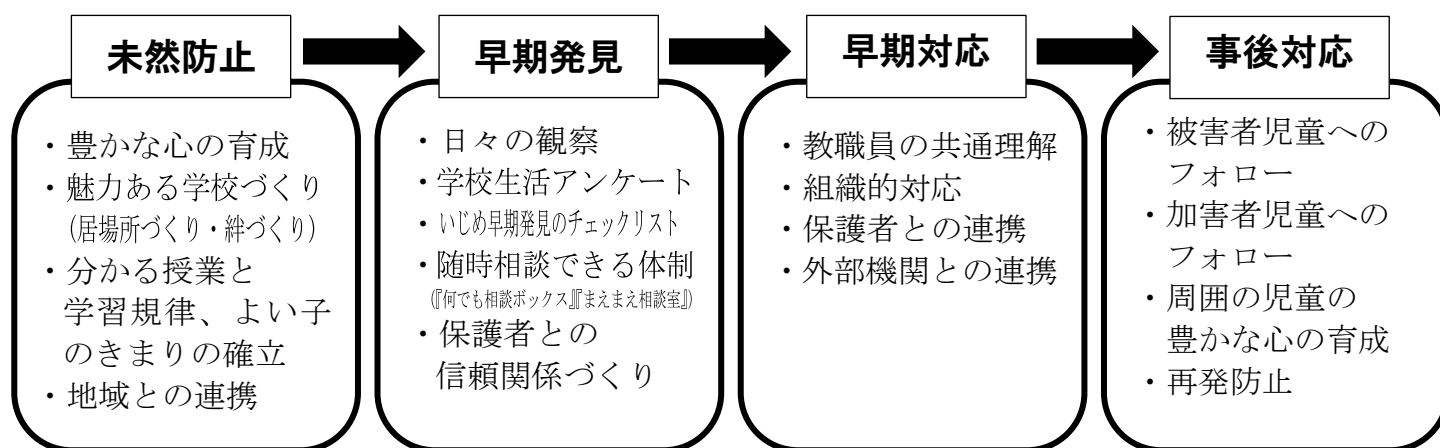 未然防止
・豊かな心の育成
・魅力ある学校づくり
(居場所づくり・絆づくり)
・分かる授業と
学習規律、よい子
のきまりの確立
・地域との連携
早期発見
・日々の観察
・学校生活アンケート
・いじめ早期発見のチェックリスト
・随時相談できる体制
(『何でも相談ボックス』『まえまえ相談室』)
・保護者との
信頼関係づくり
早期対応
・教職員の共通理解
・組織的対応
・保護者との連携
・外部機関との連携
事後対応
・被害者児童への
フォロー
・加害者児童への
フォロー
・周囲の児童の
豊かな心の育成
・再発防止